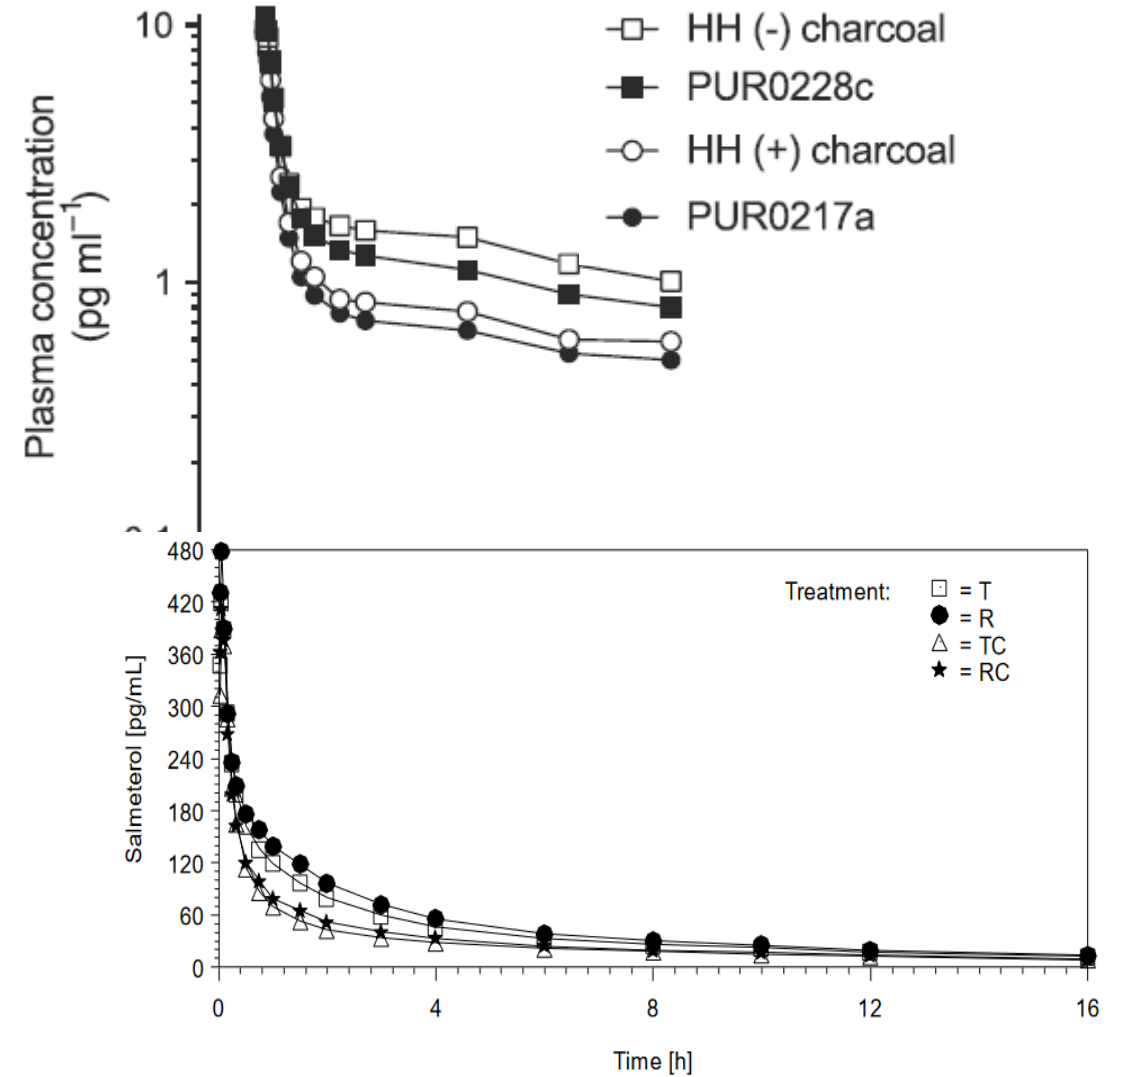 10
HH (-) charcoal
PUR0228c
HH (+) charcoal
PUR0217a
1
Plasma concentration
(pg ml⁻¹)
480
420
360
300
240
180
120
60
0
Salmeterol [pg/mL]
Treatment:
= T
= R
= TC
= RC
0 4 8 12 16
Time [h]